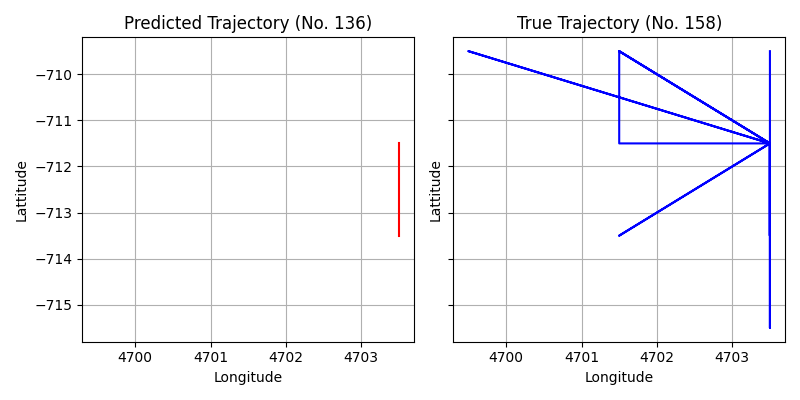 Predicted Trajectory (No. 136)
−710
−711
−712
−713
−714
−715
Lattitude
4700
4701
4702
4703
Longitude
True Trajectory (No. 158)
Lattitude
4700
4701
4702
4703
Longitude